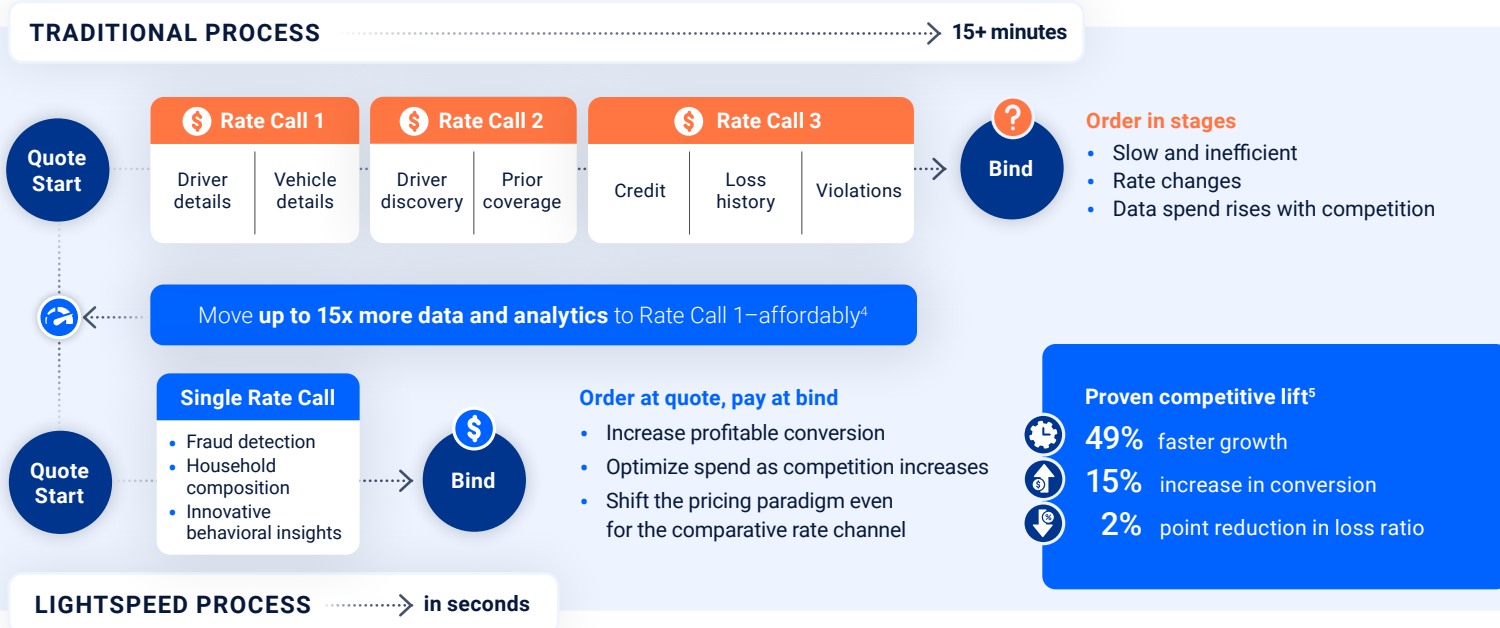 TRADITIONAL PROCESS
15+ minutes
Quote
Start
$ Rate Call 1
Driver
details
Vehicle
details
$ Rate Call 2
Driver
discovery
Prior
coverage
$ Rate Call 3
Credit
Loss
history
Violations
?
Bind
Order in stages
• Slow and inefficient
• Rate changes
• Data spend rises with competition
Move up to 15x more data and analytics to Rate Call 1–affordably⁴
Quote
Start
Single Rate Call
• Fraud detection
• Household
composition
• Innovative
behavioral insights
$
Bind
Order at quote, pay at bind
• Increase profitable conversion
• Optimize spend as competition increases
• Shift the pricing paradigm even
for the comparative rate channel
Proven competitive lift⁵
49% faster growth
$
15% increase in conversion
%
2% point reduction in loss ratio
LIGHTSPEED PROCESS
in seconds